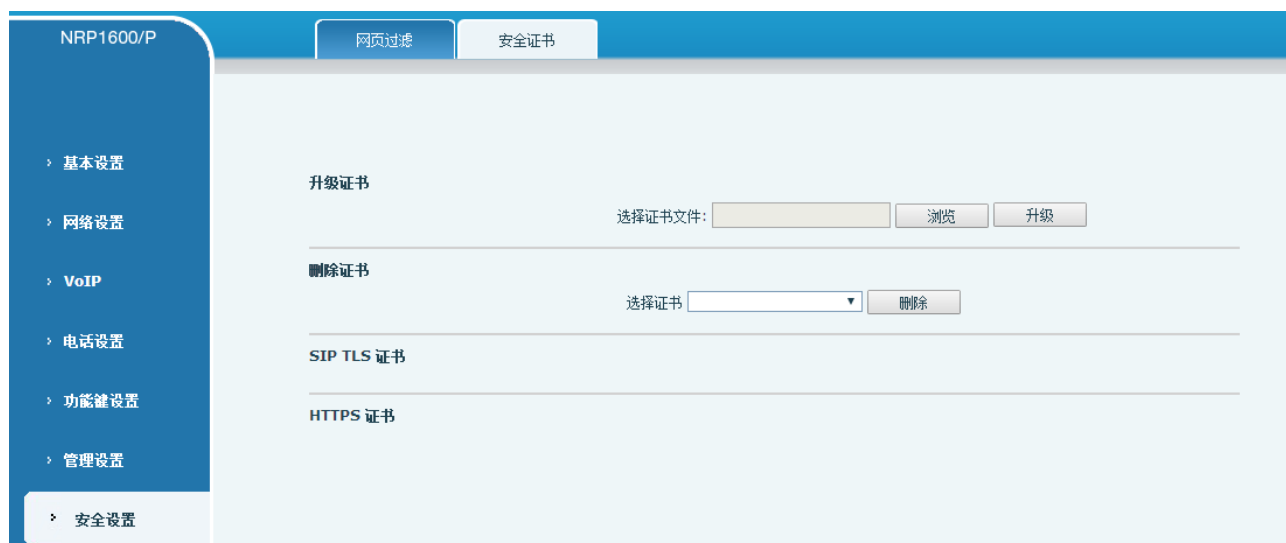 NRP1600/P
网页过滤
安全证书
基本设置
网络设置
VoIP
电话设置
功能键设置
管理设置
安全设置
升级证书
选择证书文件: 浏览 升级
删除证书
选择证书 删除
SIP TLS 证书
HTTPS 证书